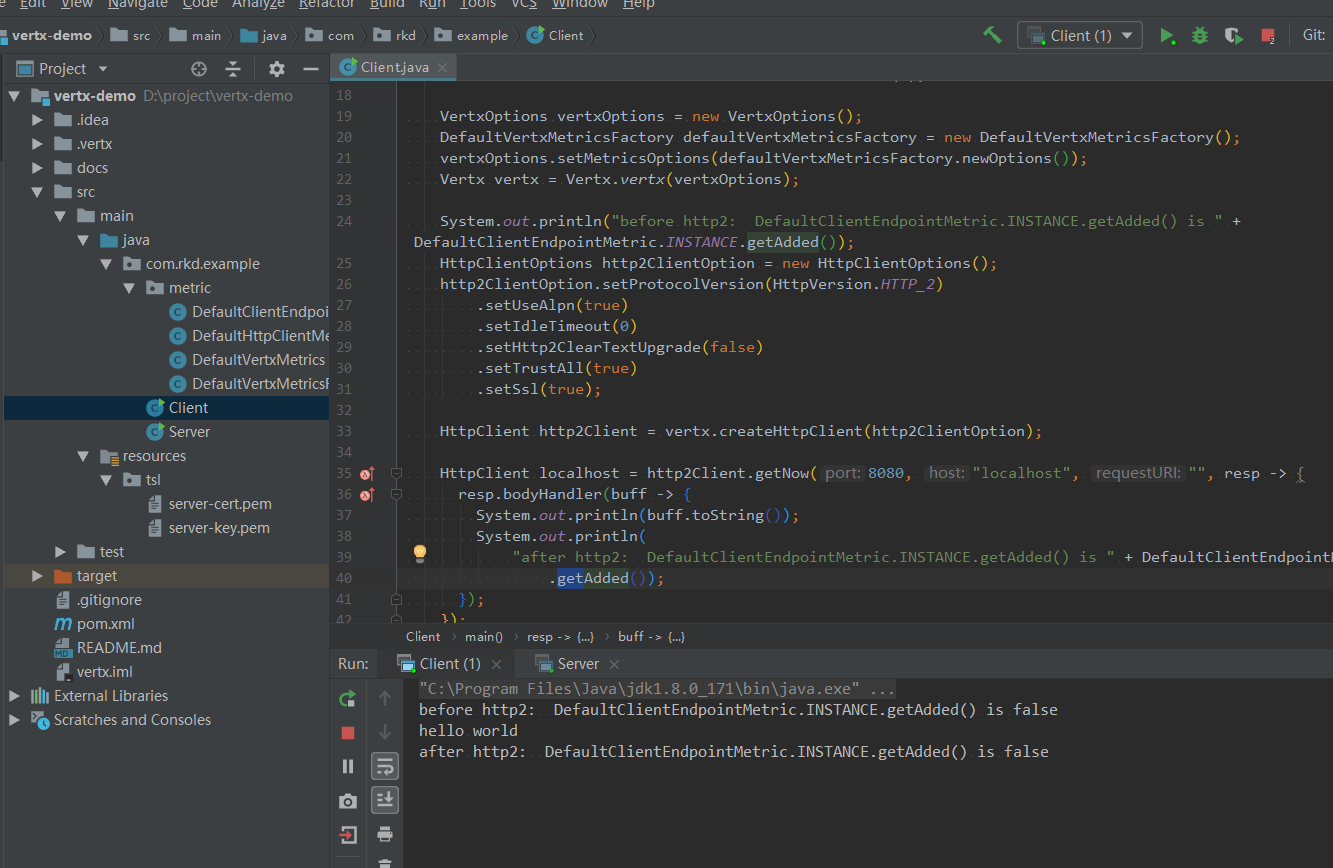 Edit View Navigate Code Analyze Refactor Build Run Tools VCS Window Help
vertx-demo src main java com rkd example Client Client (1) Git:
Project Client.java
vertx-demo D:\project\vertx-demo
.idea
.vertx
docs
src
main
java
com.rkd.example
metric
DefaultClientEndpoi
DefaultHttpClientMe
DefaultVertxMetrics
DefaultVertxMetricsF
Client
Server
resources
tsl
server-cert.pem
server-key.pem
test
target
.gitignore
pom.xml
README.md
vertx.iml
External Libraries
Scratches and Consoles
18
19 VertxOptions vertxOptions = new VertxOptions();
20 DefaultVertxMetricsFactory defaultVertxMetricsFactory = new DefaultVertxMetricsFactory();
21 vertxOptions.setMetricsOptions(defaultVertxMetricsFactory.newOptions());
22 Vertx vertx = Vertx.vertx(vertxOptions);
23
24 System.out.println("before http2:  DefaultClientEndpointMetric.INSTANCE.getAdded() is " +
DefaultClientEndpointMetric.INSTANCE.getAdded());
25 HttpClientOptions http2ClientOption = new HttpClientOptions();
26 http2ClientOption.setProtocolVersion(HttpVersion.HTTP_2)
27 .setUseAlpn(true)
28 .setIdleTimeout(0)
29 .setHttp2ClearTextUpgrade(false)
30 .setTrustAll(true)
31 .setSsl(true);
32
33 HttpClient http2Client = vertx.createHttpClient(http2ClientOption);
34
35 HttpClient localhost = http2Client.getNow( port: 8080, host: "localhost", requestURI: "", resp -> {
36 resp.bodyHandler(buff -> {
37 System.out.println(buff.toString());
38 System.out.println(
39 "after http2:  DefaultClientEndpointMetric.INSTANCE.getAdded() is " + DefaultClientEndpointM
40 .getAdded());
41 });
42 });
Client › main() › resp -> {...} › buff -> {...}
Run: Client (1) Server
"C:\Program Files\Java\jdk1.8.0_171\bin\java.exe" ...
before http2:  DefaultClientEndpointMetric.INSTANCE.getAdded() is false
hello world
after http2:  DefaultClientEndpointMetric.INSTANCE.getAdded() is false